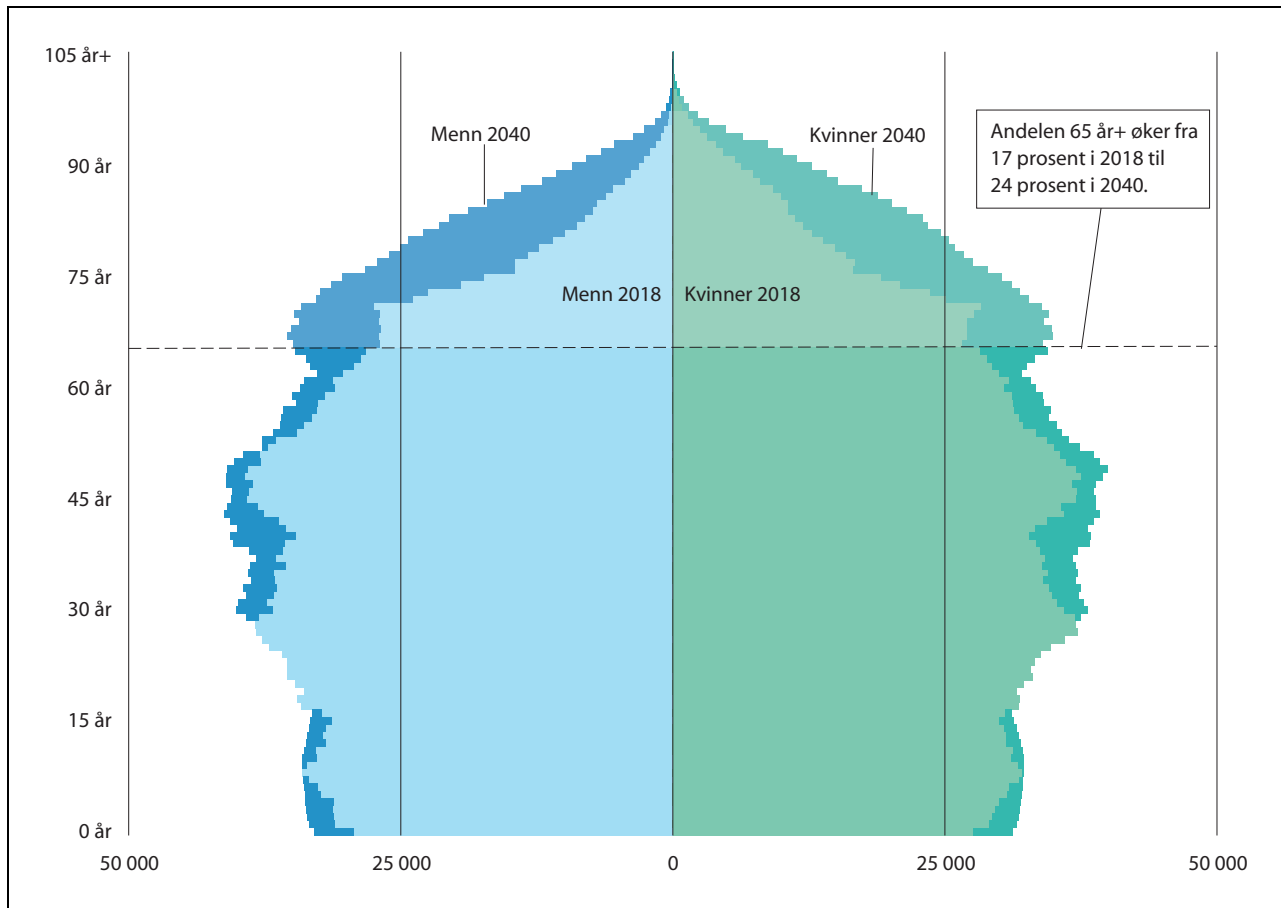 105 år+
Menn 2040
Kvinner 2040
Andelen 65 år+ øker fra
17 prosent i 2018 til
24 prosent i 2040.
90 år
75 år
Menn 2018
Kvinner 2018
60 år
45 år
30 år
15 år
0 år
50 000
25 000
0
25 000
50 000